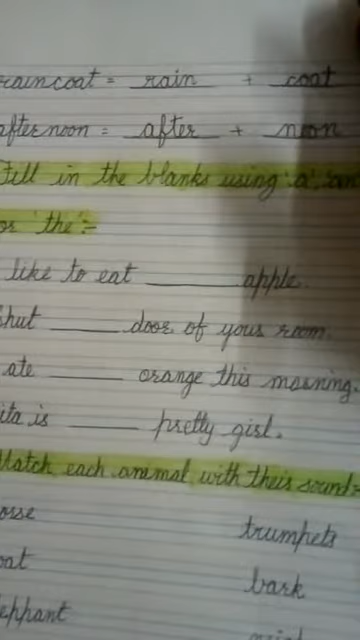 raincoat = rain + coat
afternoon = after + noon
Fill in the blanks using 'a', 'an'
or 'the' :-
like to eat ______ apple.
shut ______ door of your room.
ate ______ orange this morning.
ita is ______ pretty girl.
Match each animal with their sound:-
orse trumpets
oat bark
ephant